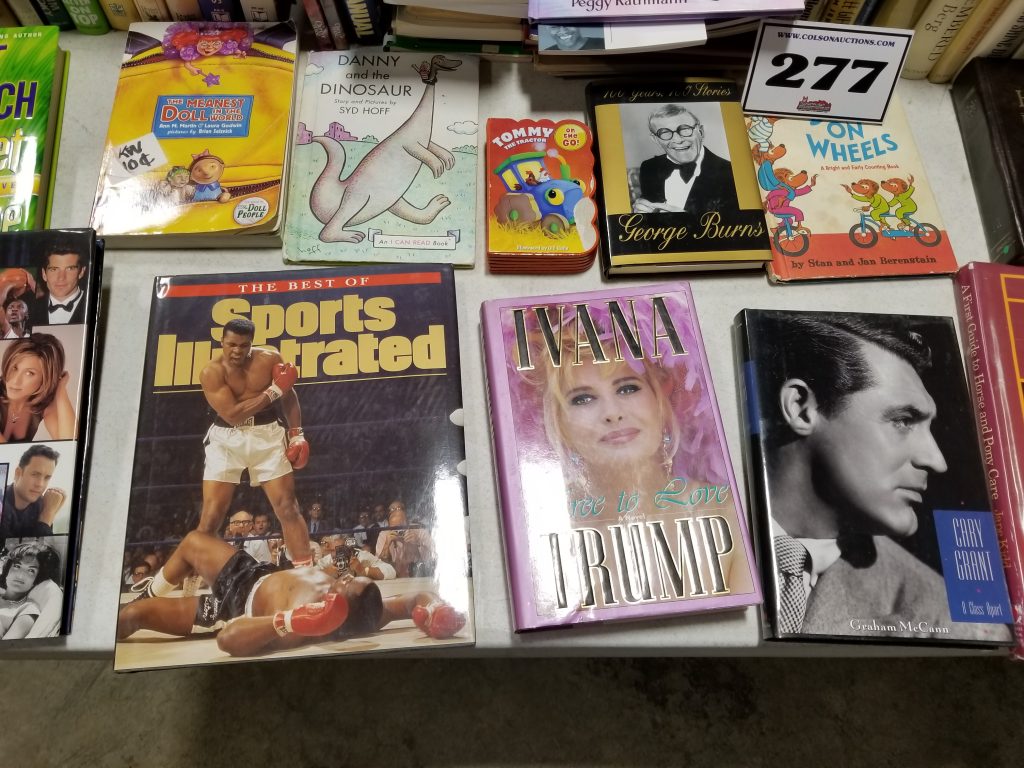 Peggy Rathmann
WWW.COLSONAUCTIONS.COM
277
THE MEANEST
DOLL IN THE
WORLD
Ann M. Martin & Laura Godwin
pictures by Brian Selznick
KW
10¢
DOLL PEOPLE
DANNY
and the
DINOSAUR
Story and Pictures by
SYD HOFF
An I CAN READ Book
TOMMY
THE TRACTOR
ON THE
GO!
100 Years, 100 Stories
George Burns
ON
WHEELS
A Bright and Early Counting Book
by Stan and Jan Berenstain
THE BEST OF
Sports
Illustrated
IVANA
Free to Love
A Novel
TRUMP
CARY
GRANT
A Class Apart
Graham McCann
A First Guide to Horse and Pony Care